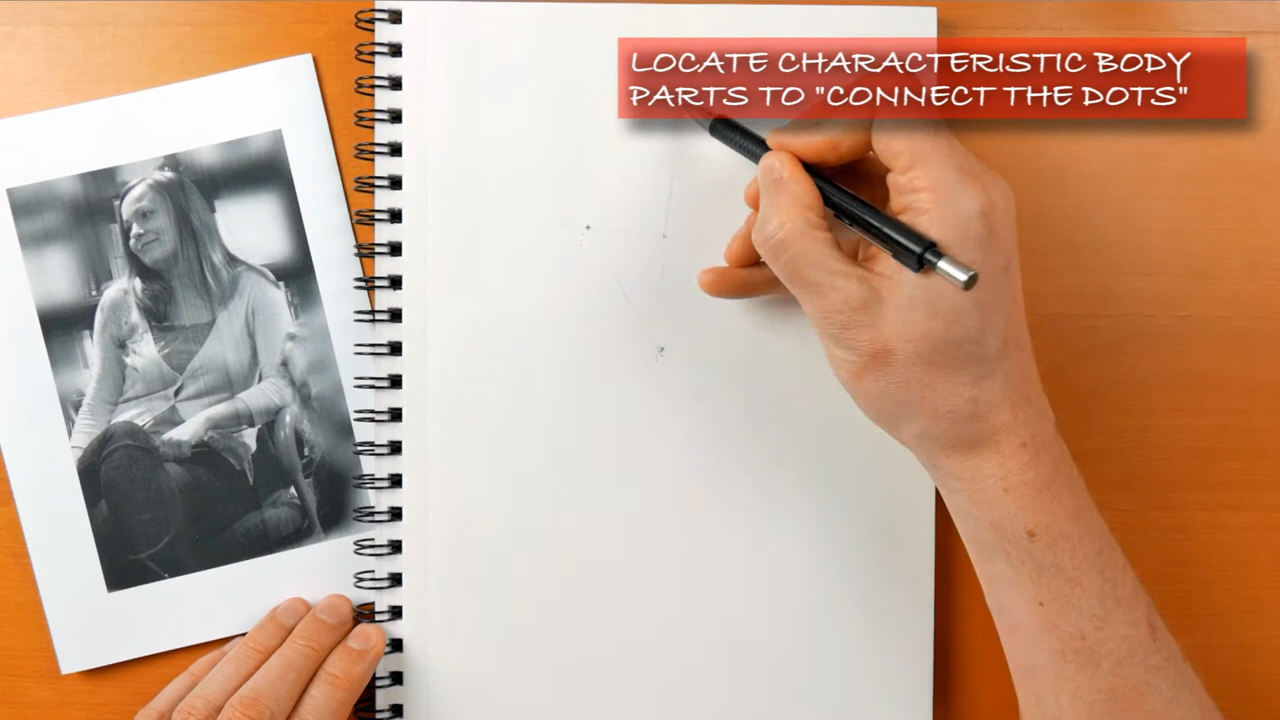 LOCATE CHARACTERISTIC BODY
PARTS TO "CONNECT THE DOTS"